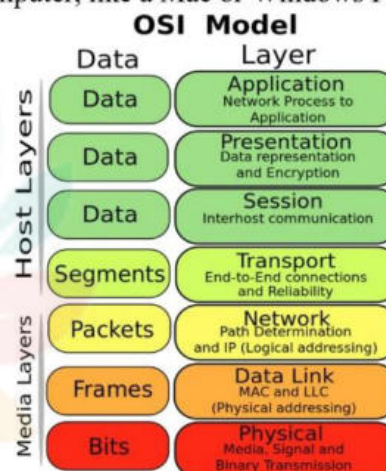 OSI Model
Data Layer
Host Layers
Data
Application
Network Process to
Application
Data
Presentation
Data representation
and Encryption
Data
Session
Interhost communication
Segments
Transport
End-to-End connections
and Reliability
Media Layers
Packets
Network
Path Determination
and IP (Logical addressing)
Frames
Data Link
MAC and LLC
(Physical addressing)
Bits
Physical
Media, Signal and
Binary Transmission